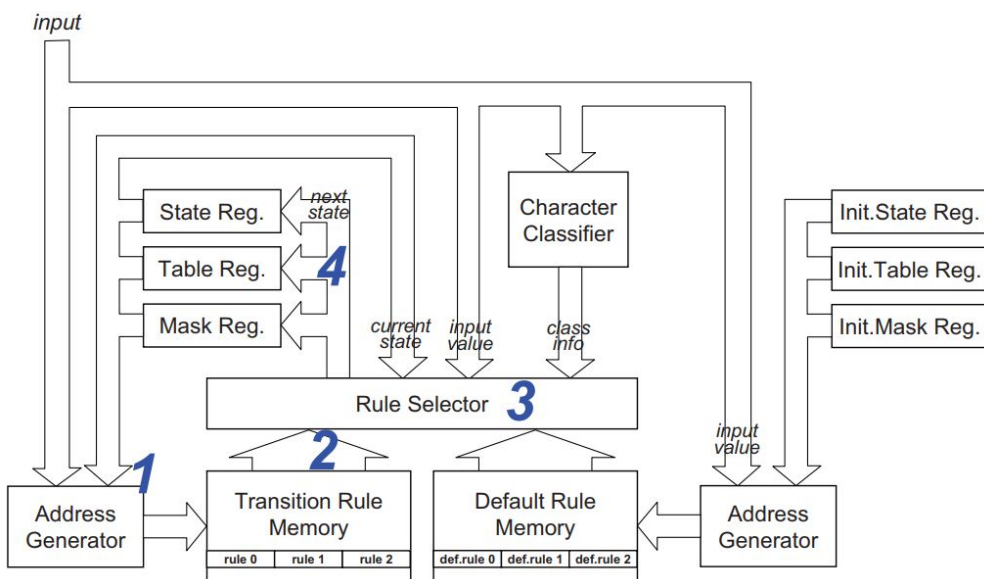 input
State Reg.
next
state
Table Reg.
4
Mask Reg.
Character
Classifier
Init.State Reg.
Init.Table Reg.
Init.Mask Reg.
current
state
input
value
class
info
Rule Selector
3
1
2
input
value
Address
Generator
Transition Rule
Memory
rule 0
rule 1
rule 2
Default Rule
Memory
def.rule 0
def.rule 1
def.rule 2
Address
Generator